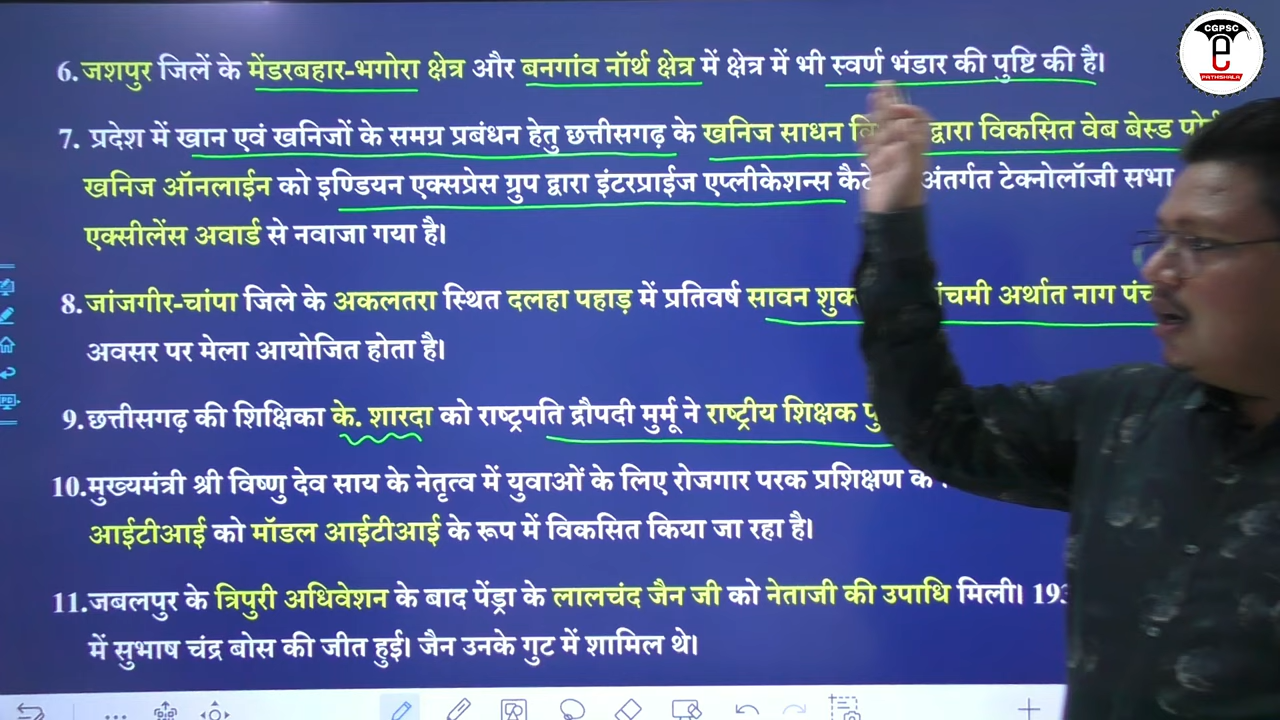 CGPSC
e
PATHSHALA
6. जशपुर जिलें के मेंडरबहार-भगोरा क्षेत्र और बनगांव नॉर्थ क्षेत्र में क्षेत्र में भी स्वर्ण भंडार की पुष्टि की है।
7. प्रदेश में खान एवं खनिजों के समग्र प्रबंधन हेतु छत्तीसगढ़ के खनिज साधन द्वारा विकसित वेब बेस्ड
खनिज ऑनलाईन को इण्डियन एक्सप्रेस ग्रुप द्वारा इंटरप्राईज एप्लीकेशन्स अंतर्गत टेक्नोलॉजी सभा
एक्सीलेंस अवार्ड से नवाजा गया है।
8. जांजगीर-चांपा जिले के अकलतरा स्थित दलहा पहाड़ में प्रतिवर्ष सावन अर्थात नाग
अवसर पर मेला आयोजित होता है।
9. छत्तीसगढ़ की शिक्षिका के. शारदा को राष्ट्रपति द्रौपदी मुर्मू ने राष्ट्रीय शिक्षक
10. मुख्यमंत्री श्री विष्णु देव साय के नेतृत्व में युवाओं के लिए रोजगार परक प्रशिक्षण
आईटीआई को मॉडल आईटीआई के रूप में विकसित किया जा रहा है।
11. जबलपुर के त्रिपुरी अधिवेशन के बाद पेंड्रा के लालचंद जैन जी को नेताजी की उपाधि मिली।
में सुभाष चंद्र बोस की जीत हुई। जैन उनके गुट में शामिल थे।